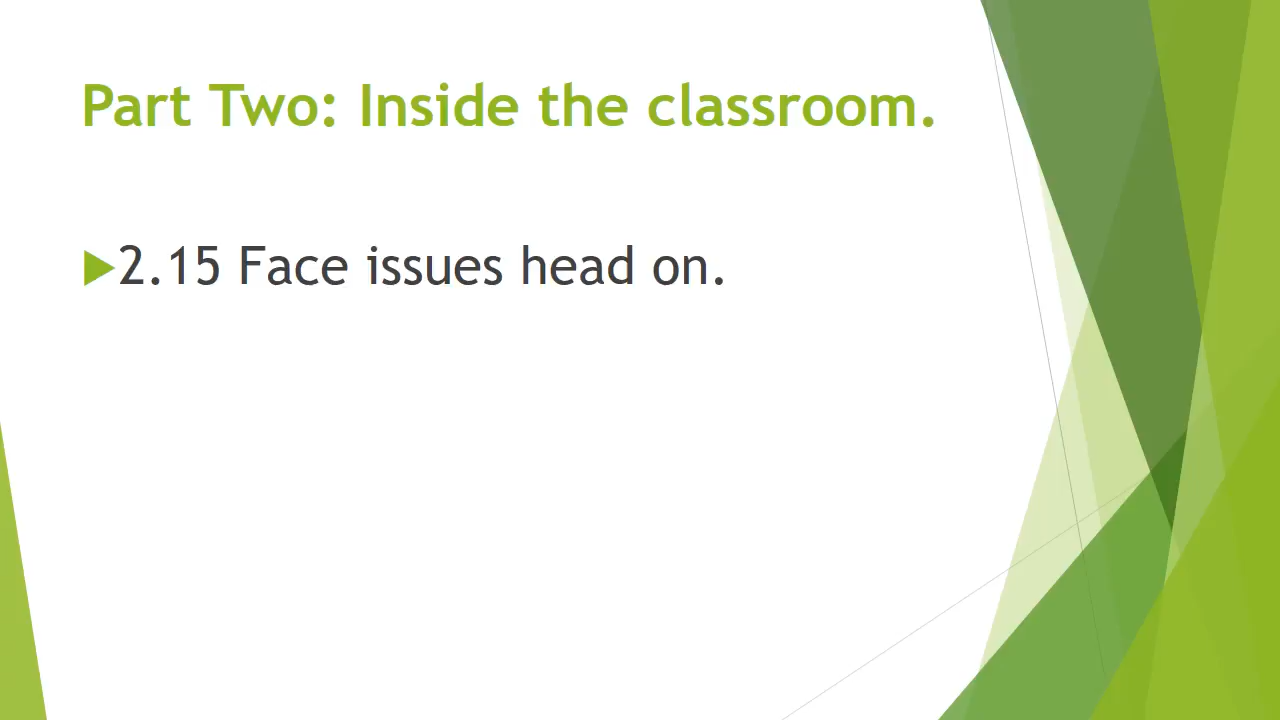 Part Two: Inside the classroom.
2.15 Face issues head on.